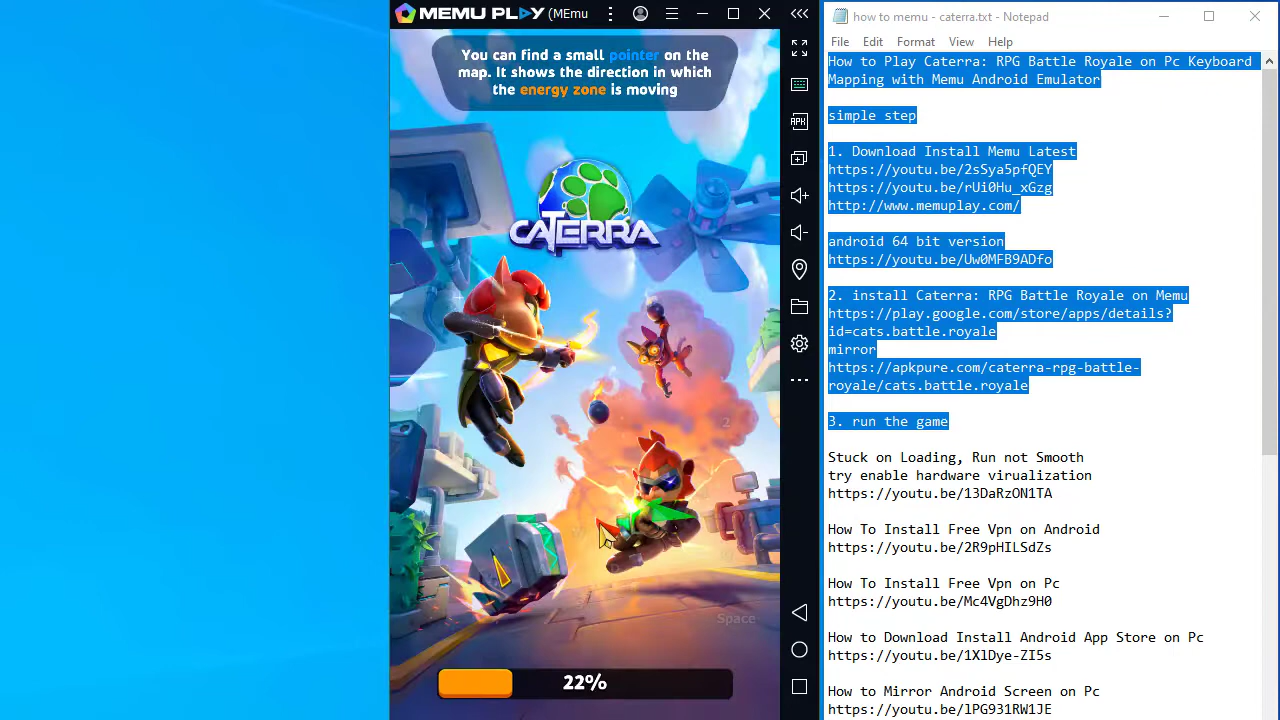 MEMU PLAY (MEmu
You can find a small pointer on the
map. It shows the direction in which
the energy zone is moving
CATERRA
2
Space
22%
APK
how to memu - caterra.txt - Notepad
File Edit Format View Help
How to Play Caterra: RPG Battle Royale on Pc Keyboard
Mapping with Memu Android Emulator
simple step
1. Download Install Memu Latest
https://youtu.be/2sSya5pfQEY
https://youtu.be/rUi0Hu_xGzg
http://www.memuplay.com/
android 64 bit version
https://youtu.be/Uw0MFB9ADfo
2. install Caterra: RPG Battle Royale on Memu
https://play.google.com/store/apps/details?
id=cats.battle.royale
mirror
https://apkpure.com/caterra-rpg-battle-
royale/cats.battle.royale
3. run the game
Stuck on Loading, Run not Smooth
try enable hardware virualization
https://youtu.be/13DaRzON1TA
How To Install Free Vpn on Android
https://youtu.be/2R9pHILSdZs
How To Install Free Vpn on Pc
https://youtu.be/Mc4VgDhz9H0
How to Download Install Android App Store on Pc
https://youtu.be/1XlDye-ZI5s
How to Mirror Android Screen on Pc
https://youtu.be/lPG931RW1JE